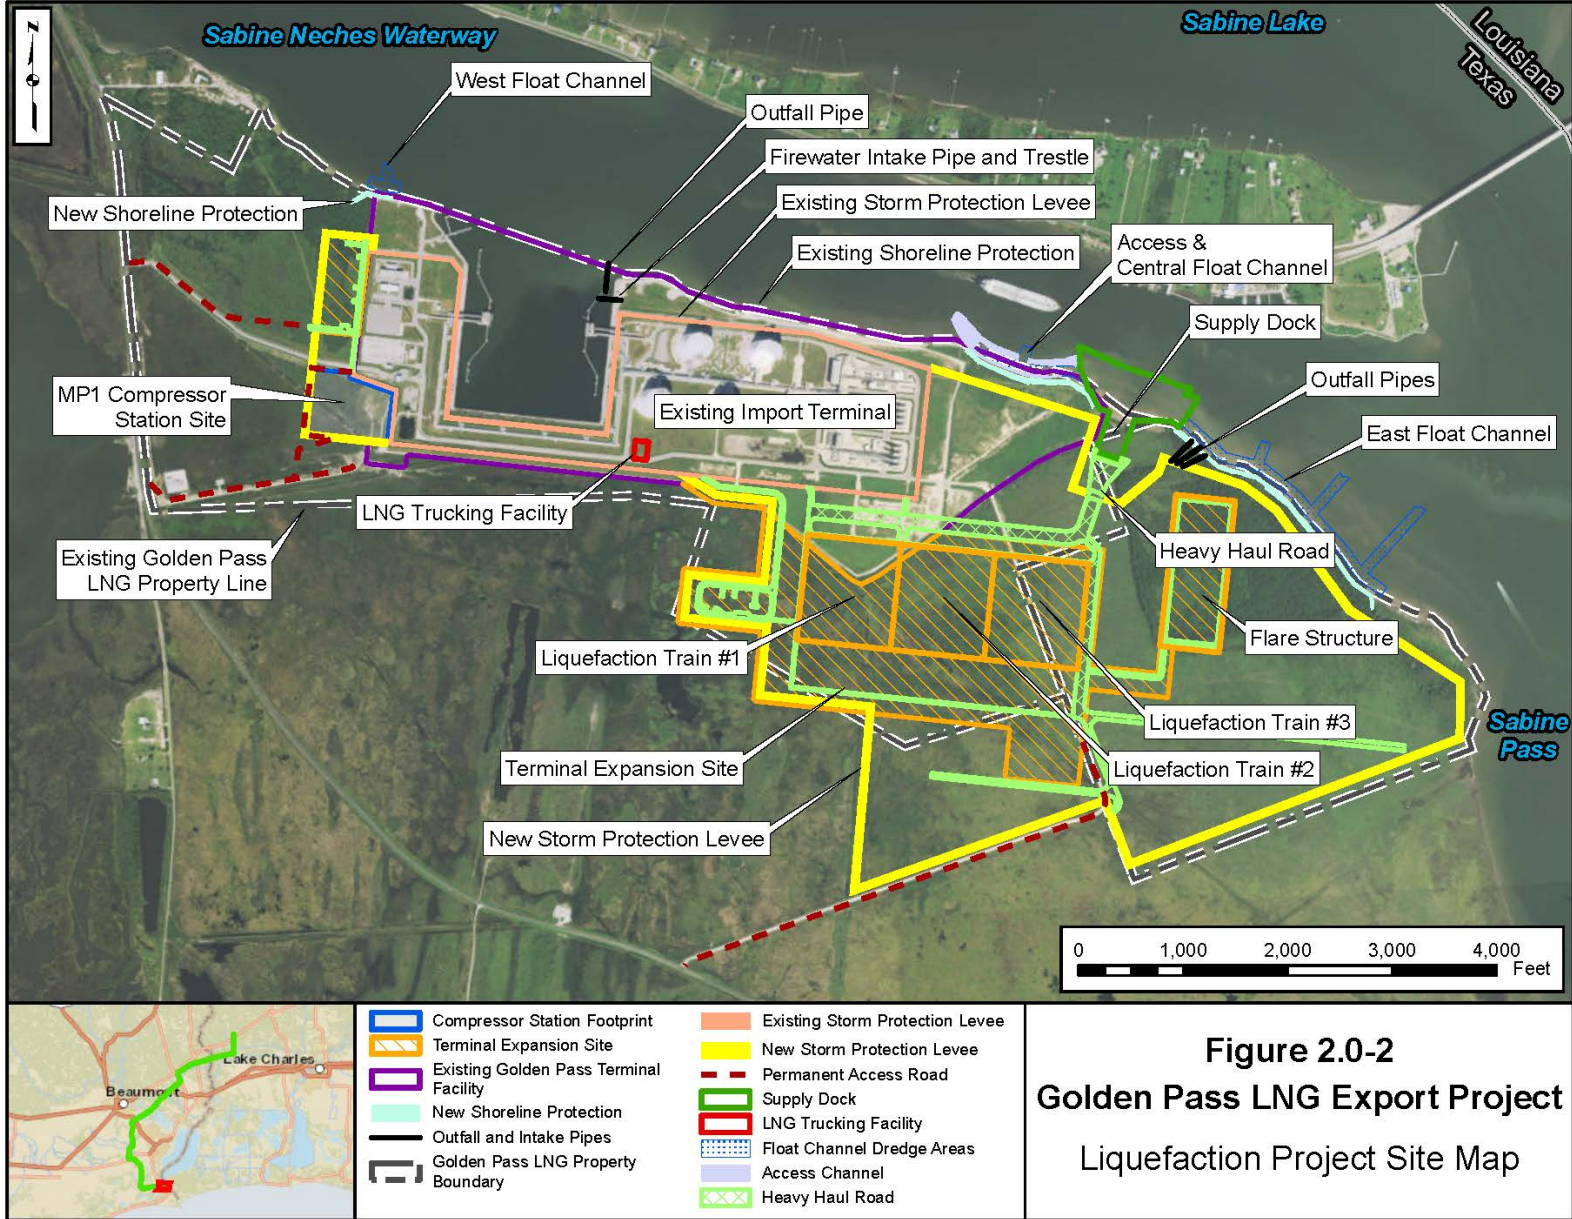 N
Sabine Neches Waterway
Sabine Lake
Louisiana
Texas
West Float Channel
Outfall Pipe
Firewater Intake Pipe and Trestle
New Shoreline Protection
Existing Storm Protection Levee
Existing Shoreline Protection
Access &
Central Float Channel
Supply Dock
MP1 Compressor
Station Site
Existing Import Terminal
Outfall Pipes
East Float Channel
LNG Trucking Facility
Existing Golden Pass
LNG Property Line
Heavy Haul Road
Flare Structure
Liquefaction Train #1
Liquefaction Train #3
Sabine
Pass
Terminal Expansion Site
Liquefaction Train #2
New Storm Protection Levee
0 1,000 2,000 3,000 4,000
Feet
Lake Charles
Beaumont
Compressor Station Footprint
Terminal Expansion Site
Existing Golden Pass Terminal
Facility
New Shoreline Protection
Outfall and Intake Pipes
Golden Pass LNG Property
Boundary
Existing Storm Protection Levee
New Storm Protection Levee
Permanent Access Road
Supply Dock
LNG Trucking Facility
Float Channel Dredge Areas
Access Channel
Heavy Haul Road
Figure 2.0-2
Golden Pass LNG Export Project
Liquefaction Project Site Map